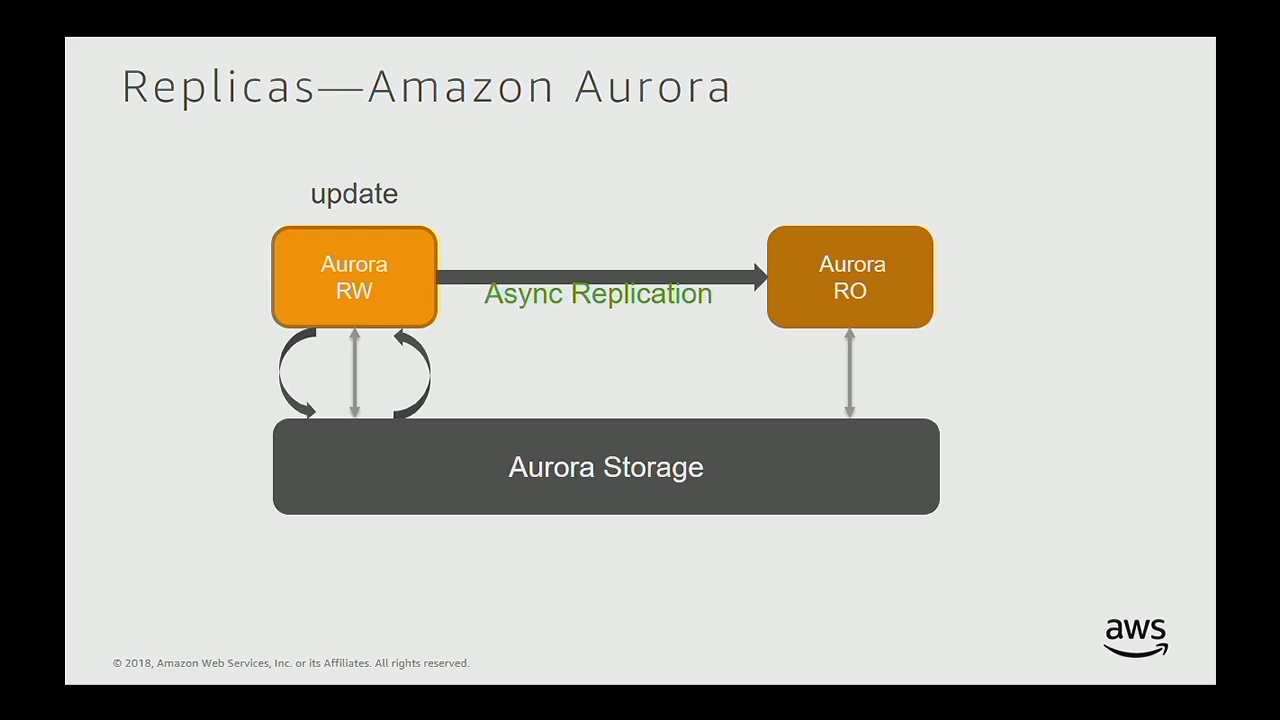 Replicas—Amazon Aurora
update
Aurora
RW
Async Replication
Aurora
RO
Aurora Storage
aws
© 2018, Amazon Web Services, Inc. or its Affiliates. All rights reserved.